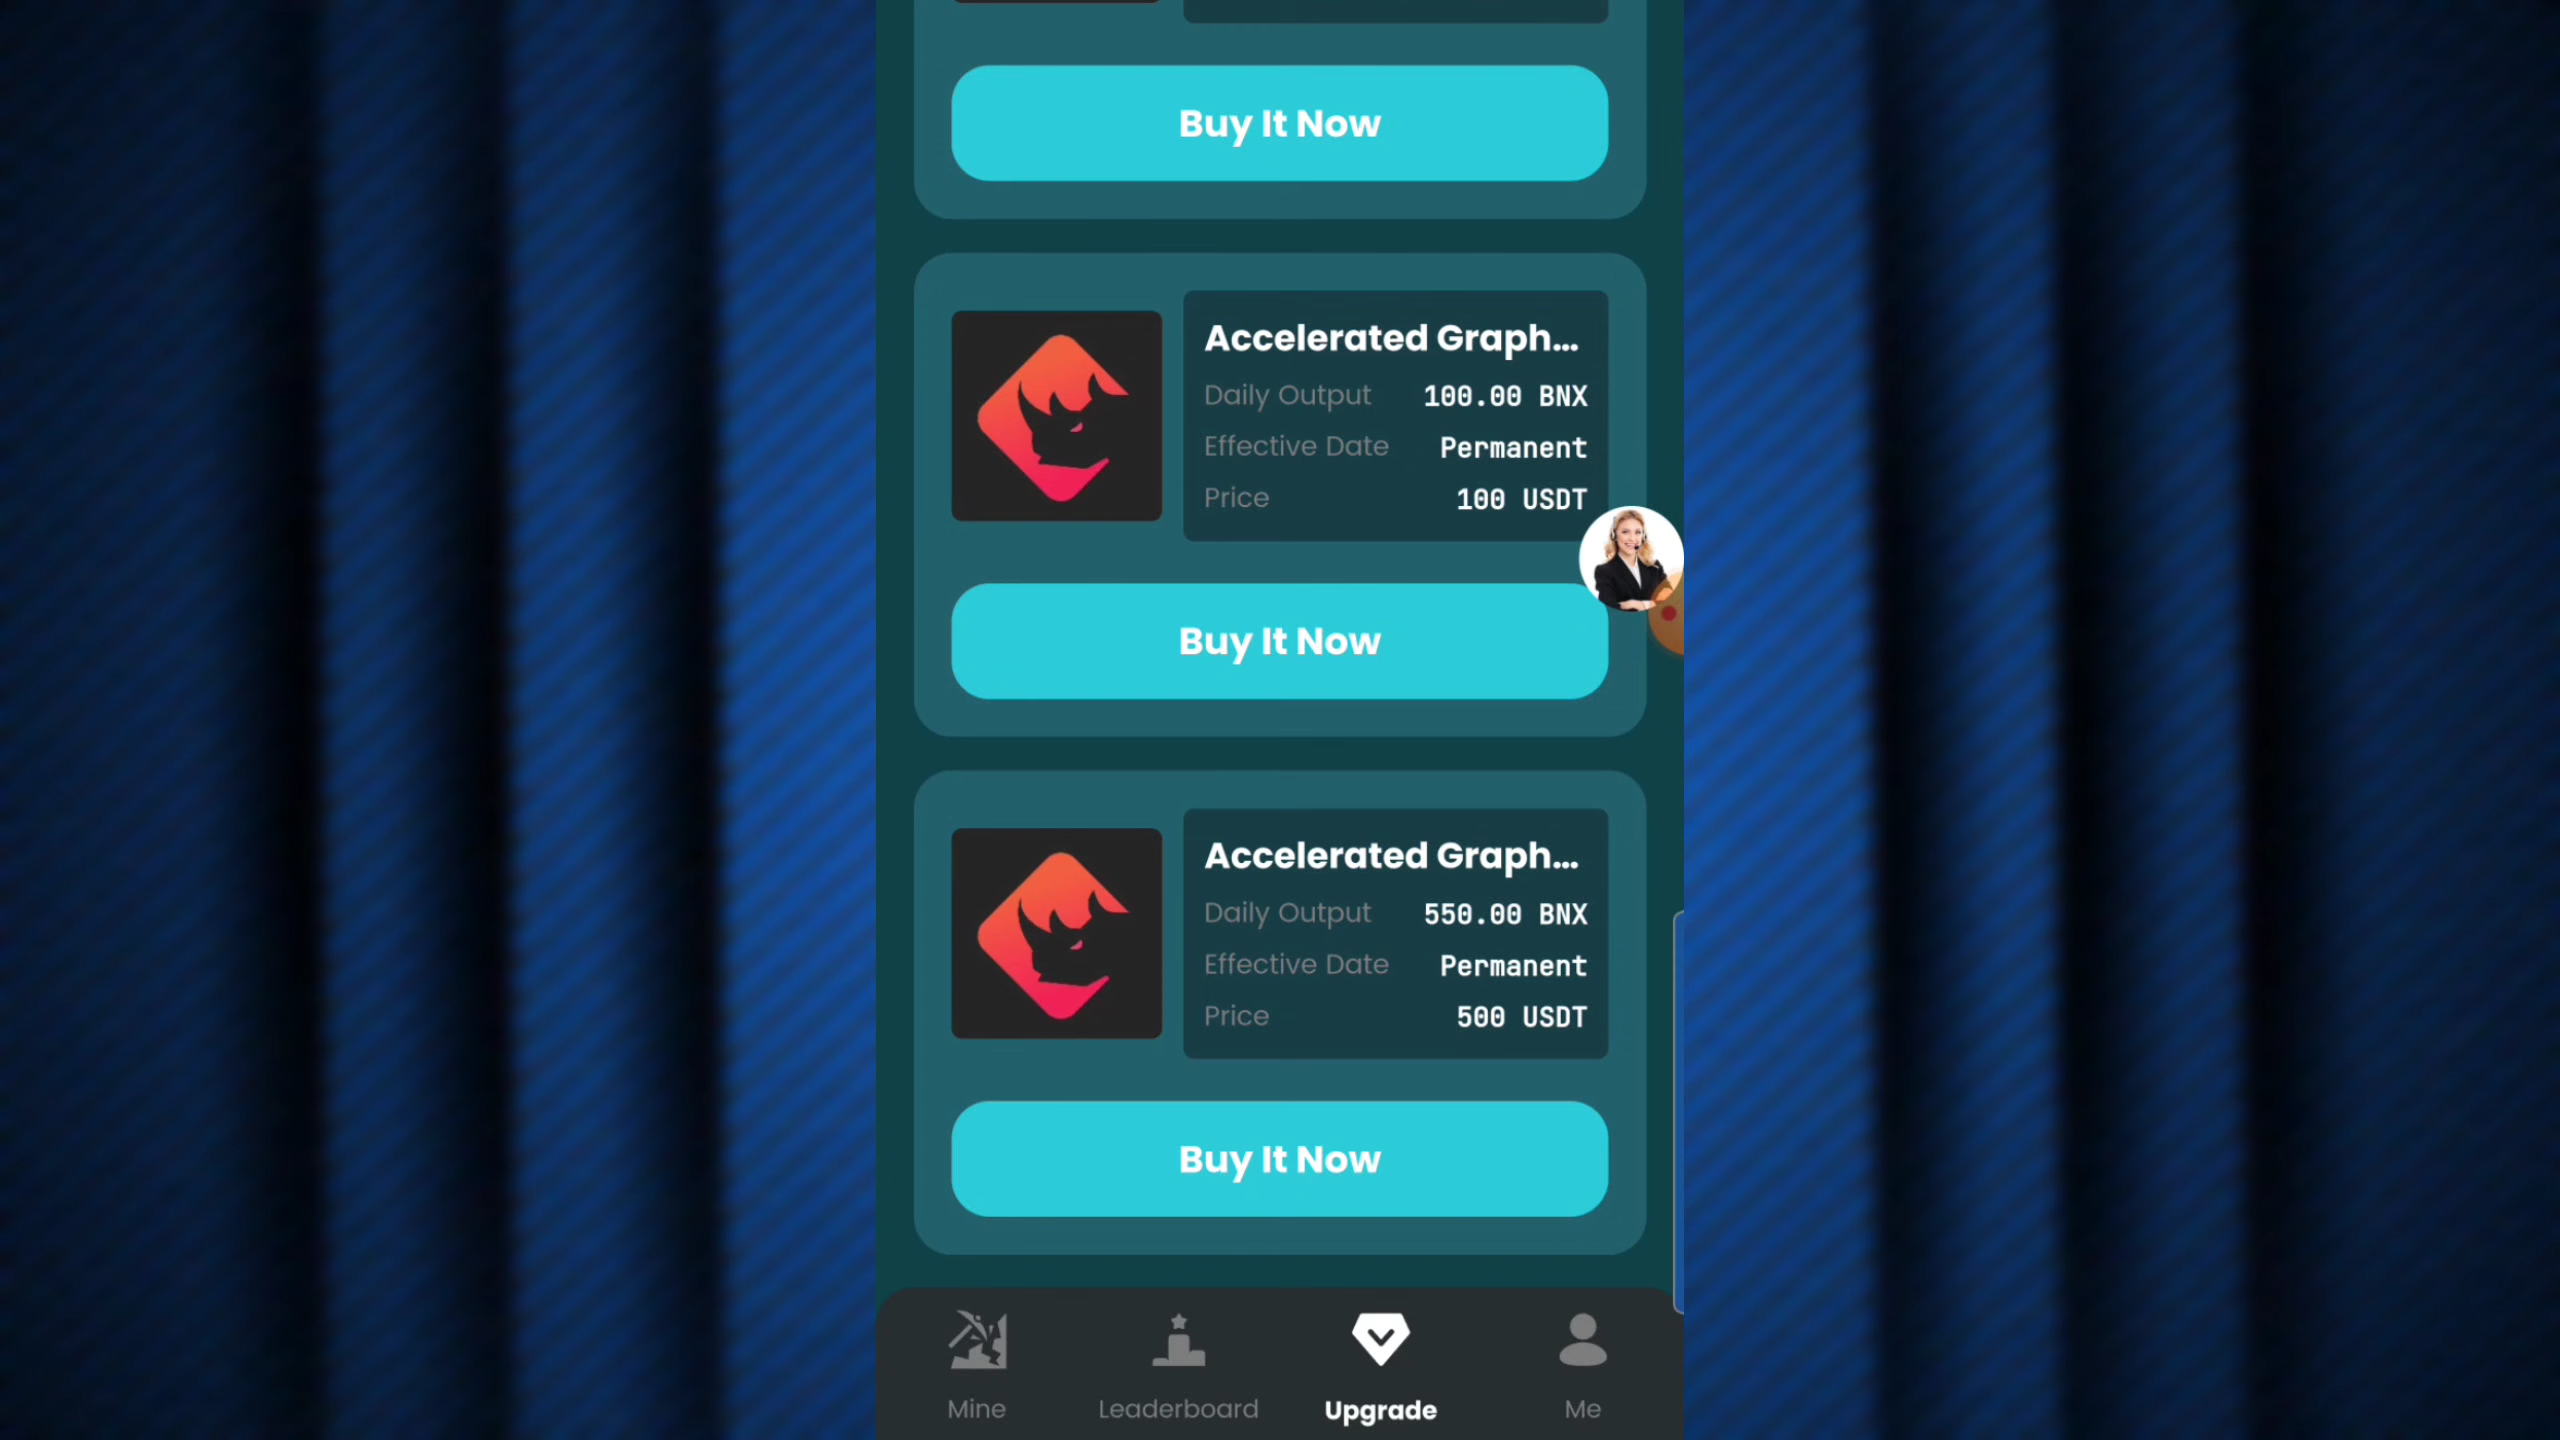 Buy It Now
Accelerated Graph...
Daily Output 100.00 BNX
Effective Date Permanent
Price 100 USDT
Buy It Now
Accelerated Graph...
Daily Output 550.00 BNX
Effective Date Permanent
Price 500 USDT
Buy It Now
Mine Leaderboard Upgrade Me